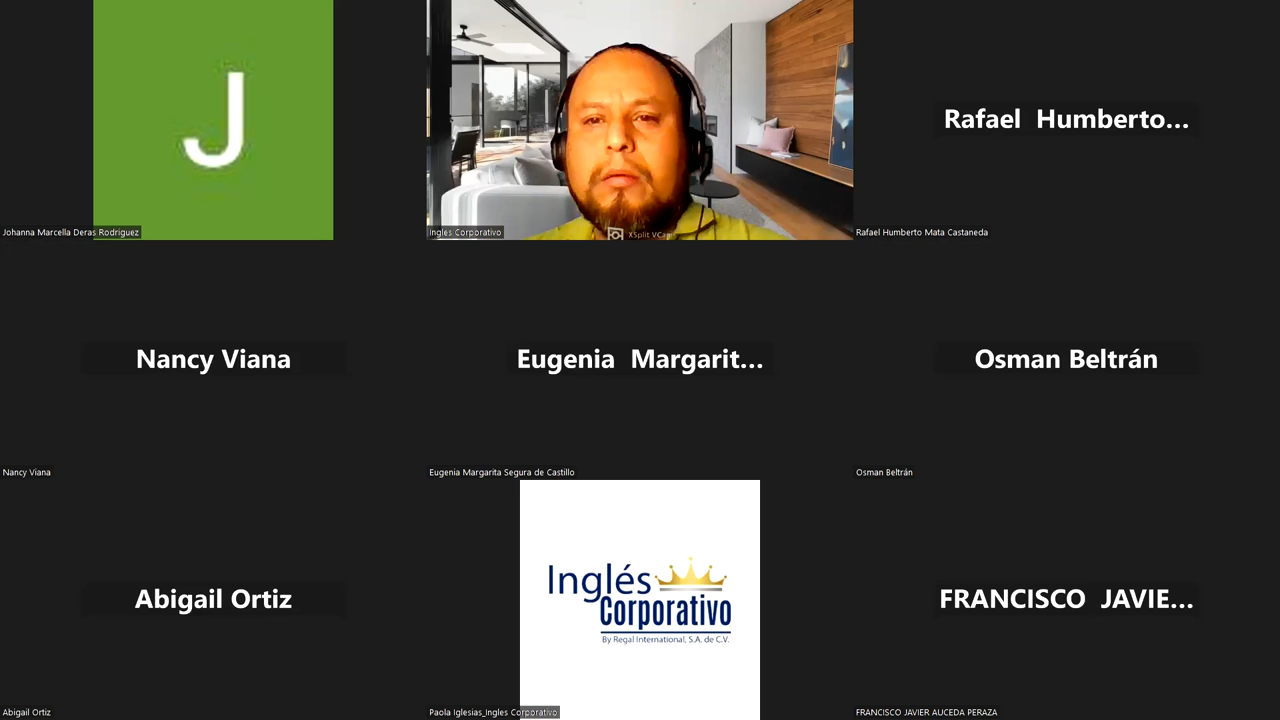 J
Johanna Marcella Deras Rodriguez
XSplit VCam
Ingles Corporativo
Rafael Humberto...
Rafael Humberto Mata Castaneda
Nancy Viana
Nancy Viana
Eugenia Margarit...
Eugenia Margarita Segura de Castillo
Osman Beltrán
Osman Beltrán
Abigail Ortiz
Abigail Ortiz
Inglés
Corporativo
By Regal International, S.A. de C.V.
Paola Iglesias_Ingles Corporativo
FRANCISCO JAVIE...
FRANCISCO JAVIER AUCEDA PERAZA